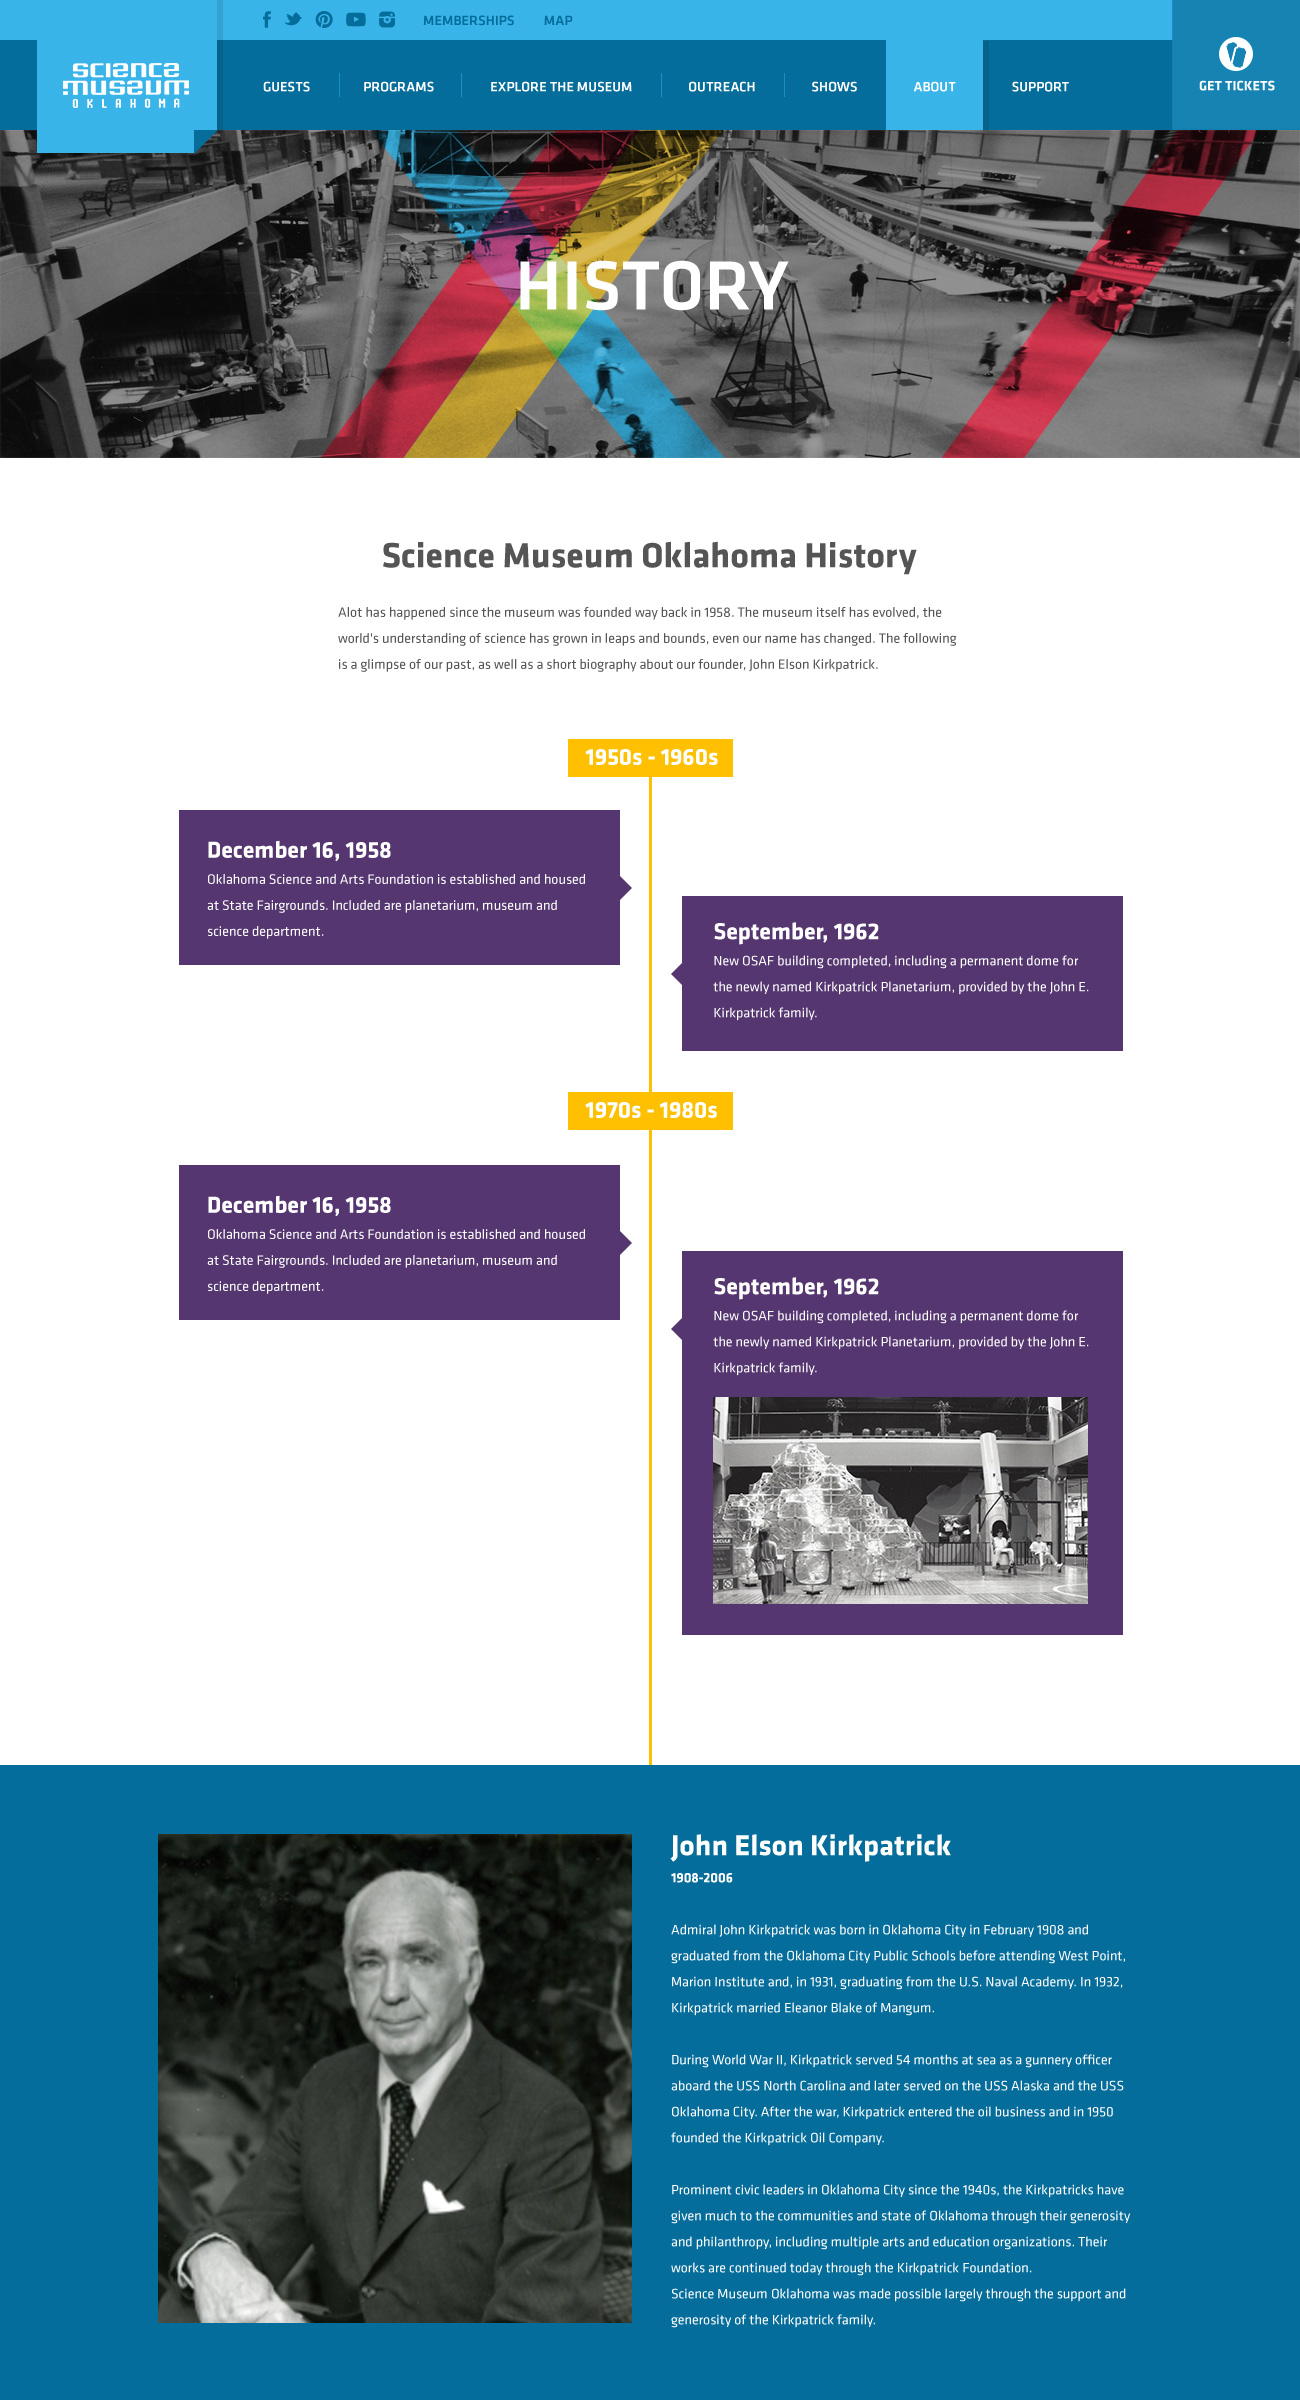 MEMBERSHIPS MAP
science
museum
OKLAHOMA
GUESTS PROGRAMS EXPLORE THE MUSEUM OUTREACH SHOWS ABOUT SUPPORT GET TICKETS
HISTORY
Science Museum Oklahoma History
Alot has happened since the museum was founded way back in 1958. The museum itself has evolved, the
world's understanding of science has grown in leaps and bounds, even our name has changed. The following
is a glimpse of our past, as well as a short biography about our founder, John Elson Kirkpatrick.
1950s - 1960s
December 16, 1958
Oklahoma Science and Arts Foundation is established and housed
at State Fairgrounds. Included are planetarium, museum and
science department.
September, 1962
New OSAF building completed, including a permanent dome for
the newly named Kirkpatrick Planetarium, provided by the John E.
Kirkpatrick family.
1970s - 1980s
December 16, 1958
Oklahoma Science and Arts Foundation is established and housed
at State Fairgrounds. Included are planetarium, museum and
science department.
September, 1962
New OSAF building completed, including a permanent dome for
the newly named Kirkpatrick Planetarium, provided by the John E.
Kirkpatrick family.
John Elson Kirkpatrick
1908-2006
Admiral John Kirkpatrick was born in Oklahoma City in February 1908 and
graduated from the Oklahoma City Public Schools before attending West Point,
Marion Institute and, in 1931, graduating from the U.S. Naval Academy. In 1932,
Kirkpatrick married Eleanor Blake of Mangum.
During World War II, Kirkpatrick served 54 months at sea as a gunnery officer
aboard the USS North Carolina and later served on the USS Alaska and the USS
Oklahoma City. After the war, Kirkpatrick entered the oil business and in 1950
founded the Kirkpatrick Oil Company.
Prominent civic leaders in Oklahoma City since the 1940s, the Kirkpatricks have
given much to the communities and state of Oklahoma through their generosity
and philanthropy, including multiple arts and education organizations. Their
works are continued today through the Kirkpatrick Foundation.
Science Museum Oklahoma was made possible largely through the support and
generosity of the Kirkpatrick family.